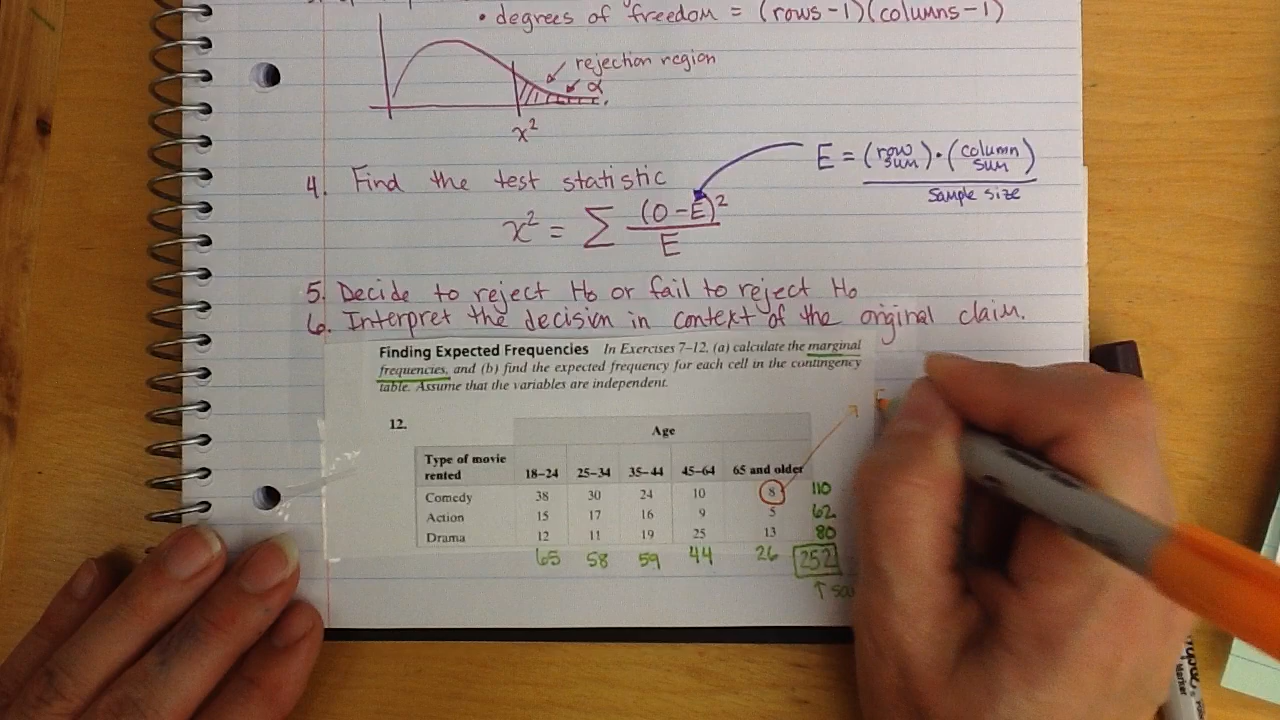 • degrees of freedom = (rows-1)(columns-1)
rejection region
α
x²
E = (row sum)·(column sum)
sample size
4. Find the test statistic
x² = Σ (O-E)²
E
5. Decide to reject Ho or fail to reject Ho
6. Interpret the decision in context of the original claim.
Finding Expected Frequencies In Exercises 7–12, (a) calculate the marginal
frequencies, and (b) find the expected frequency for each cell in the contingency
table. Assume that the variables are independent.
12.
Age
Type of movie
rented 18–24 25–34 35–44 45–64 65 and older
Comedy 38 30 24 10 8 110
Action 15 17 16 9 5 62
Drama 12 11 19 25 13 80
65 58 59 44 26 252
↑
Marker